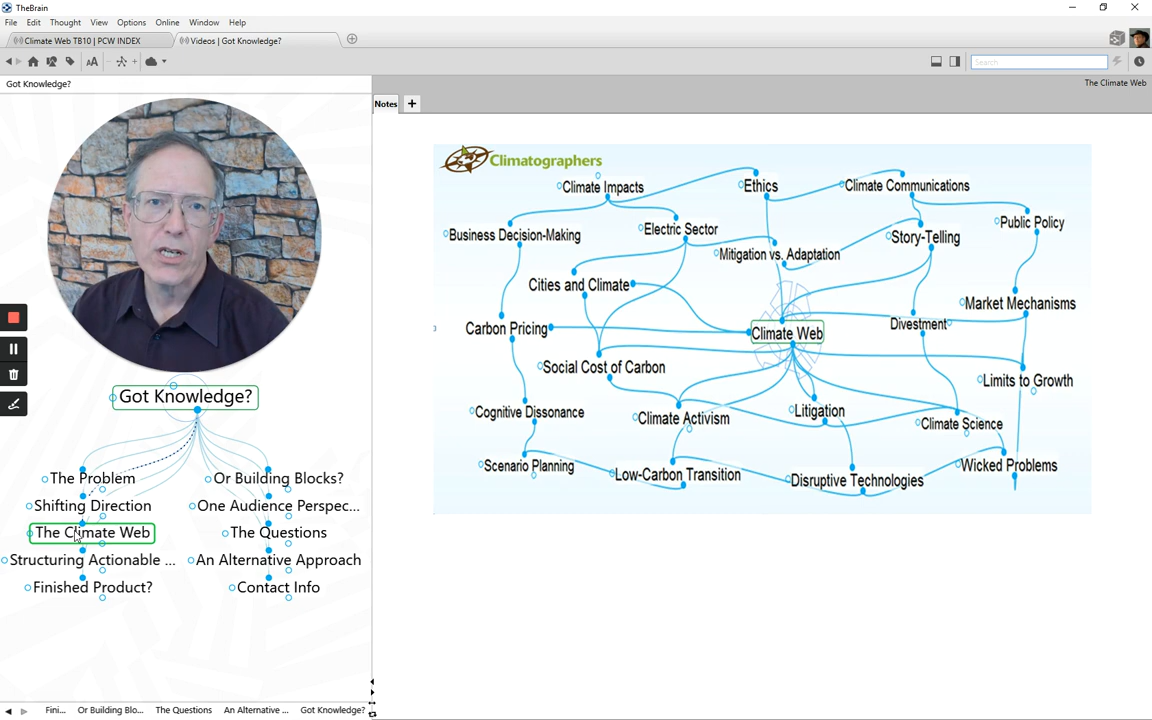 TheBrain
File Edit Thought View Options Online Window Help
Climate Web TB10 | PCW INDEX
Videos | Got Knowledge?
Search
Got Knowledge?
The Climate Web
Notes
Climatographers
Climate Impacts
Ethics
Climate Communications
Business Decision-Making
Electric Sector
Public Policy
Story-Telling
Mitigation vs. Adaptation
Cities and Climate
Market Mechanisms
Carbon Pricing
Climate Web
Divestment
Social Cost of Carbon
Limits to Growth
Cognitive Dissonance
Climate Activism
Litigation
Climate Science
Scenario Planning
Low-Carbon Transition
Disruptive Technologies
Wicked Problems
Got Knowledge?
The Problem
Or Building Blocks?
Shifting Direction
One Audience Perspec...
The Climate Web
The Questions
Structuring Actionable ...
An Alternative Approach
Finished Product?
Contact Info
Fini... Or Building Blo... The Questions An Alternative ... Got Knowledge?